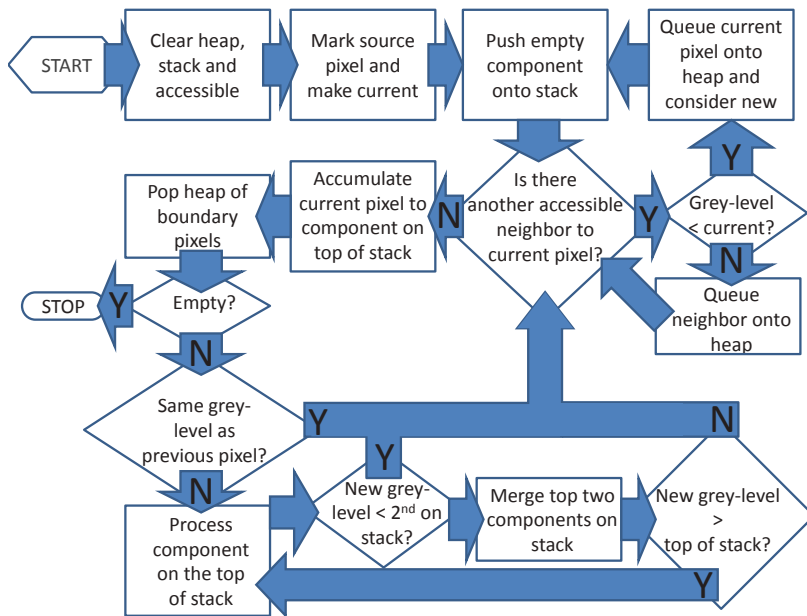 START
Clear heap,
stack and
accessible
Mark source
pixel and
make current
Push empty
component
onto stack
Queue current
pixel onto
heap and
consider new
Y
Grey-level
< current?
Y
N
Queue
neighbor onto
heap
Is there
another accessible
neighbor to
current pixel?
N
Accumulate
current pixel to
component on
top of stack
Pop heap of
boundary
pixels
Empty?
Y
STOP
N
Same grey-
level as
previous pixel?
Y
N
Process
component
on the top
of stack
Y
New grey-
level < 2nd on
stack?
Merge top two
components on
stack
N
New grey-level
>
top of stack?
Y